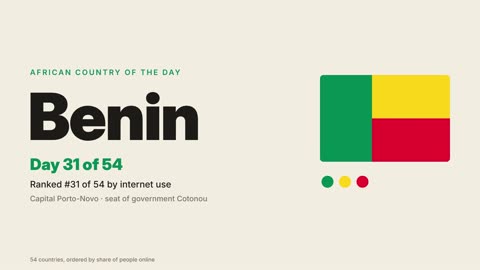 AFRICAN COUNTRY OF THE DAY
Benin
Day 31 of 54
Ranked #31 of 54 by internet use
Capital Porto-Novo · seat of government Cotonou
54 countries, ordered by share of people online